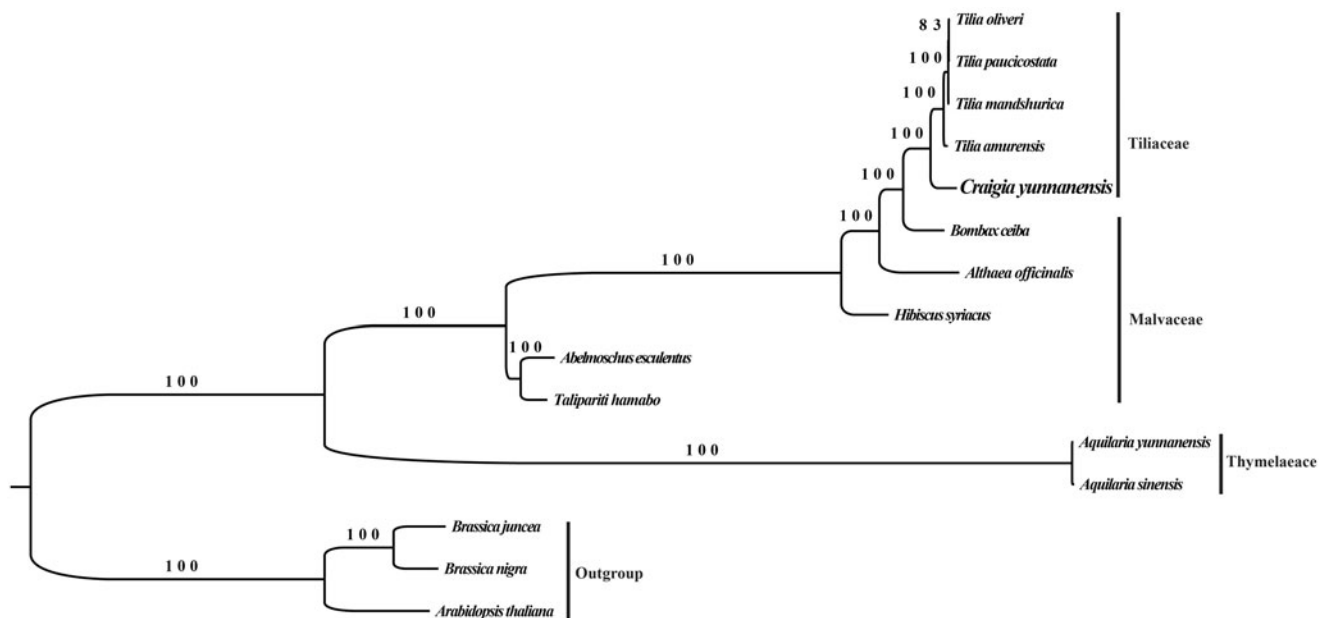 8 3
Tilia oliveri
100
Tilia paucicostata
100
Tilia mandshurica
100
Tilia amurensis
Tiliaceae
100
Craigia yunnanensis
100
Bombax ceiba
100
Althaea officinalis
Hibiscus syriacus
Malvaceae
100
100
Abelmoschus esculentus
Talipariti hamabo
100
100
Aquilaria yunnanensis
Thymelaeace
Aquilaria sinensis
100
Brassica juncea
100
Brassica nigra
Outgroup
100
Arabidopsis thaliana